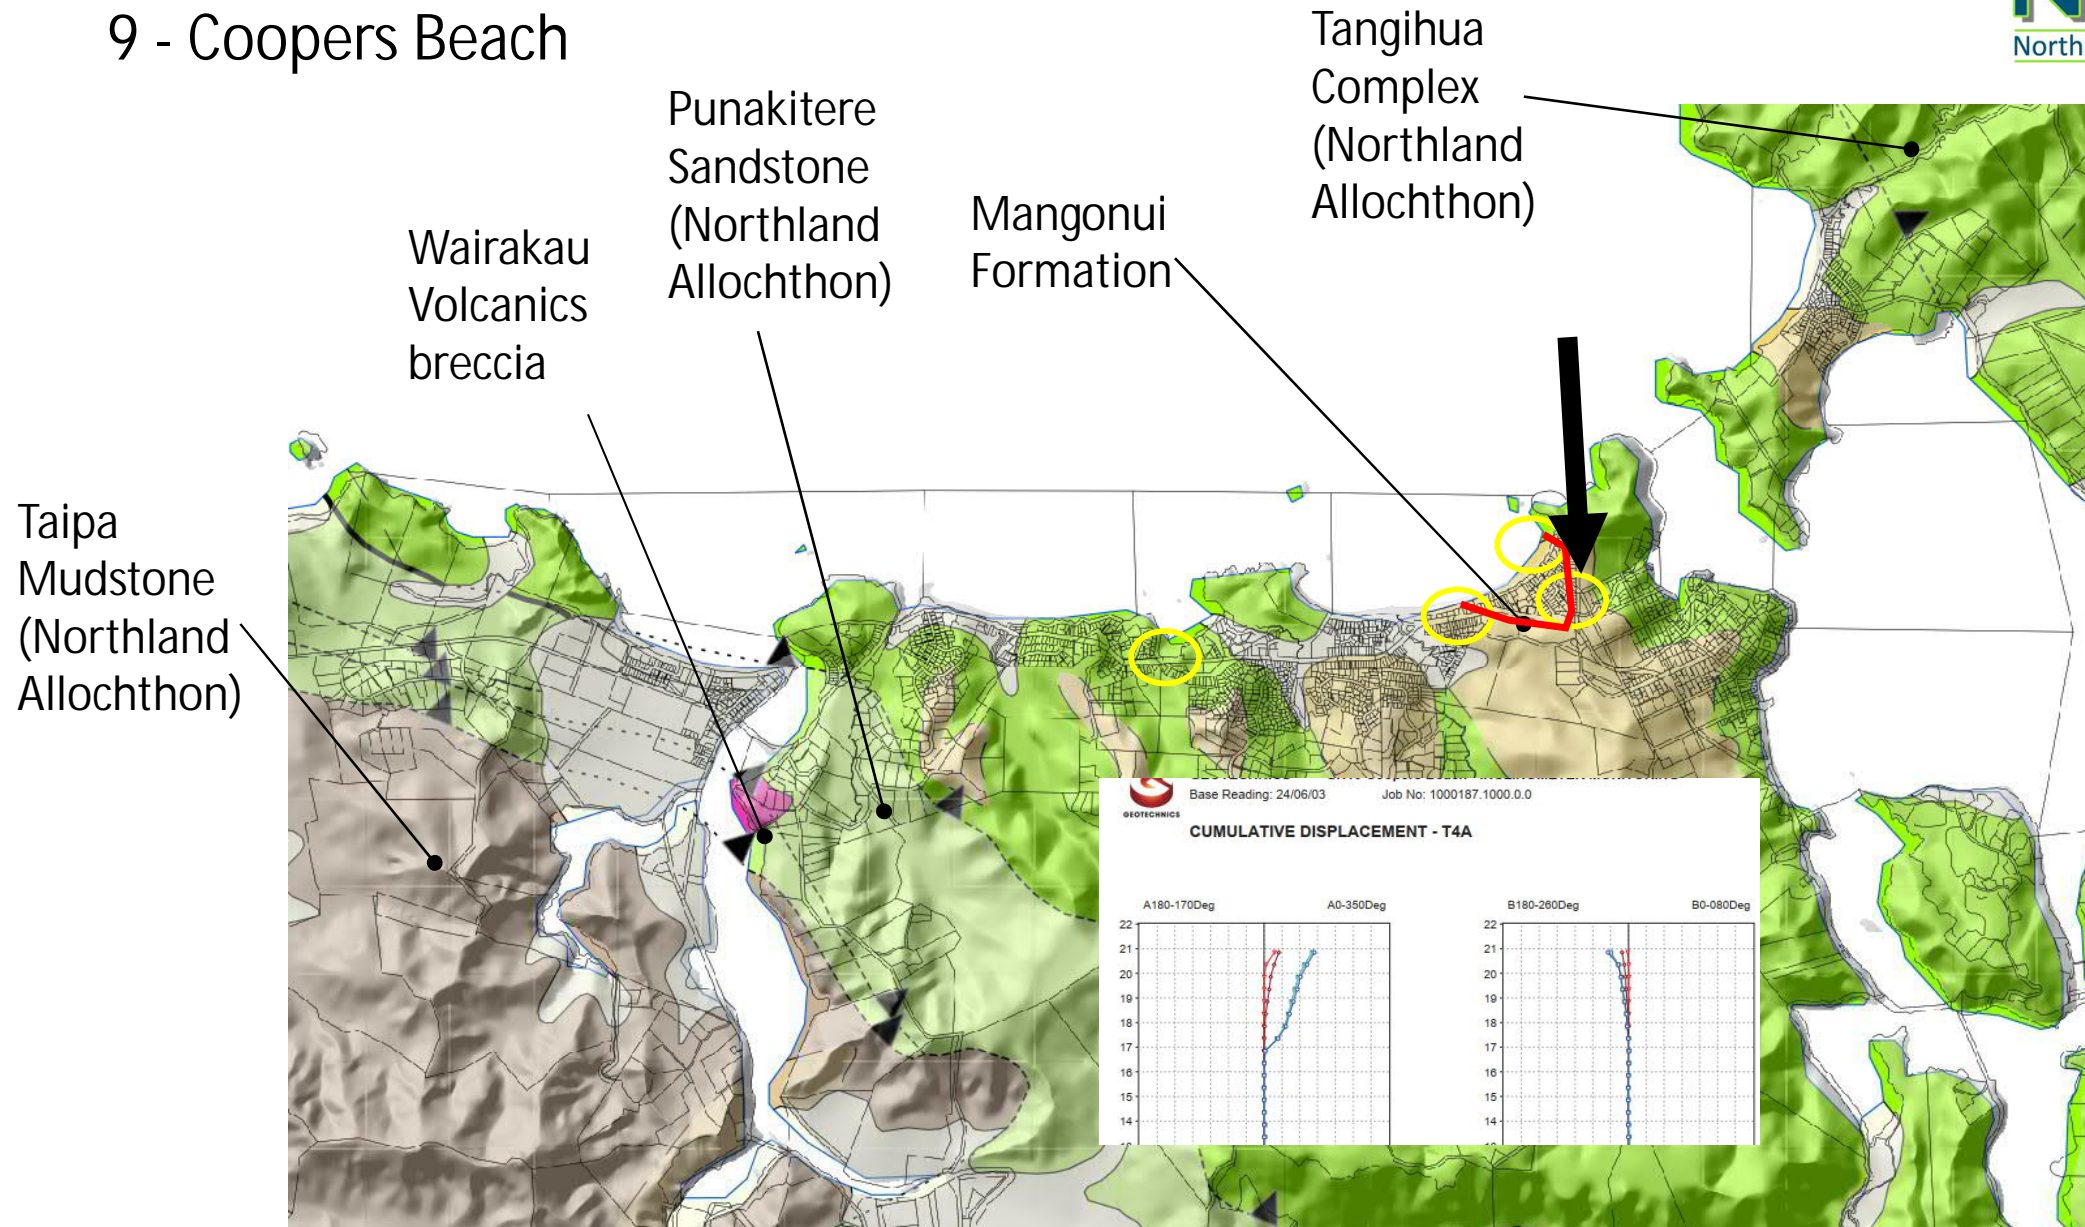 9 - Coopers Beach
North
Tangihua
Complex
(Northland
Allochthon)
Punakitere
Sandstone
(Northland
Allochthon)
Mangonui
Formation
Wairakau
Volcanics
breccia
Taipa
Mudstone
(Northland
Allochthon)
GEOTECHNICS
Base Reading: 24/06/03 Job No: 1000187.1000.0.0
CUMULATIVE DISPLACEMENT - T4A
A180-170Deg A0-350Deg B180-260Deg B0-080Deg
22 22
21 21
20 20
19 19
18 18
17 17
16 16
15 15
14 14